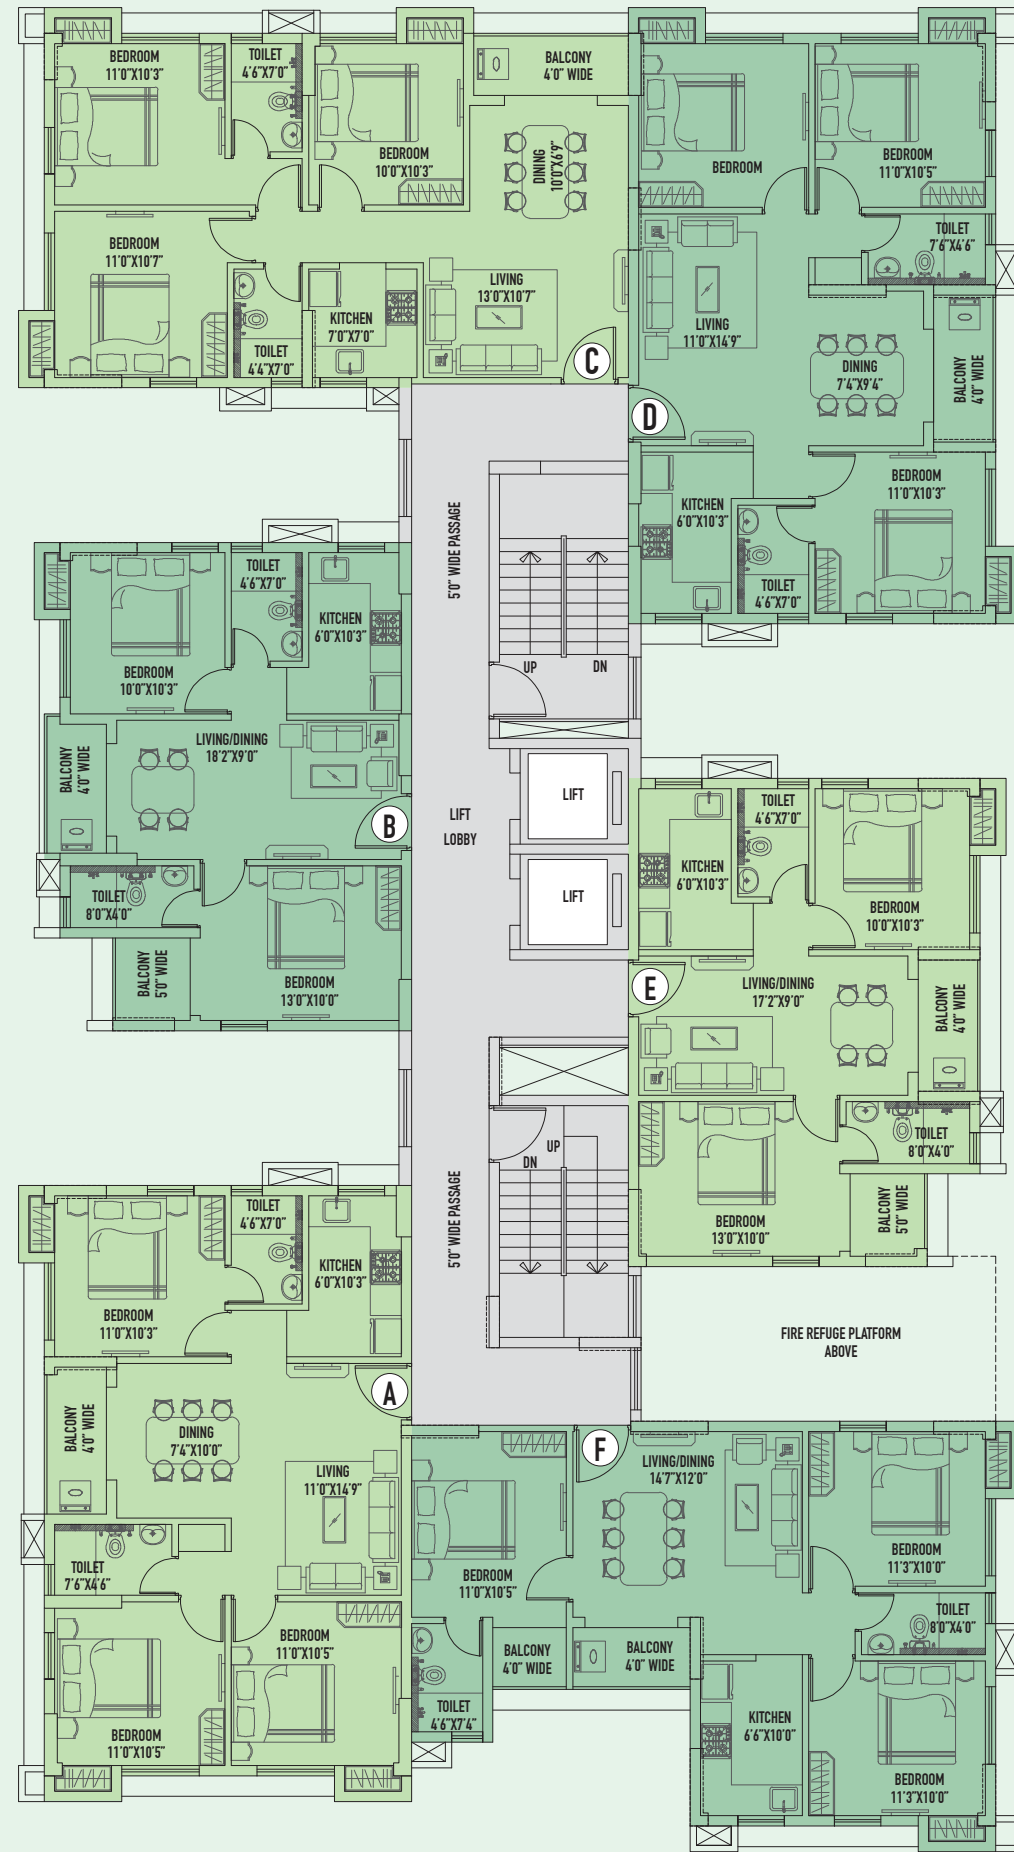 BEDROOM
11'0"X10'3"
TOILET
4'6"X7'0"
BEDROOM
10'0"X10'3"
BALCONY
4'0" WIDE
DINING
10'0"X6'9"
BEDROOM
11'0"X10'7"
TOILET
4'4"X7'0"
KITCHEN
7'0"X7'0"
LIVING
13'0"X10'7"
C
BEDROOM
BEDROOM
11'0"X10'5"
TOILET
7'6"X4'6"
LIVING
11'0"X14'9"
DINING
7'4"X9'4"
BALCONY
4'0" WIDE
D
KITCHEN
6'0"X10'3"
BEDROOM
11'0"X10'3"
TOILET
4'6"X7'0"
5'0" WIDE PASSAGE
UP
DN
BEDROOM
10'0"X10'3"
TOILET
4'6"X7'0"
KITCHEN
6'0"X10'3"
LIVING/DINING
18'2"X9'0"
BALCONY
4'0" WIDE
B
TOILET
8'0"X4'0"
BALCONY
5'0" WIDE
BEDROOM
13'0"X10'0"
LIFT
LOBBY
LIFT
LIFT
KITCHEN
6'0"X10'3"
TOILET
4'6"X7'0"
BEDROOM
10'0"X10'3"
E
LIVING/DINING
17'2"X9'0"
BALCONY
4'0" WIDE
TOILET
8'0"X4'0"
BEDROOM
13'0"X10'0"
BALCONY
5'0" WIDE
UP
DN
5'0" WIDE PASSAGE
FIRE REFUGE PLATFORM
ABOVE
BEDROOM
11'0"X10'3"
TOILET
4'6"X7'0"
KITCHEN
6'0"X10'3"
A
BALCONY
4'0" WIDE
DINING
7'4"X10'0"
LIVING
11'0"X14'9"
TOILET
7'6"X4'6"
BEDROOM
11'0"X10'5"
BEDROOM
11'0"X10'5"
F
LIVING/DINING
14'7"X12'0"
BEDROOM
11'0"X10'5"
BEDROOM
11'3"X10'0"
TOILET
8'0"X4'0"
BALCONY
4'0" WIDE
BALCONY
4'0" WIDE
TOILET
4'6"X7'4"
KITCHEN
6'6"X10'0"
BEDROOM
11'3"X10'0"